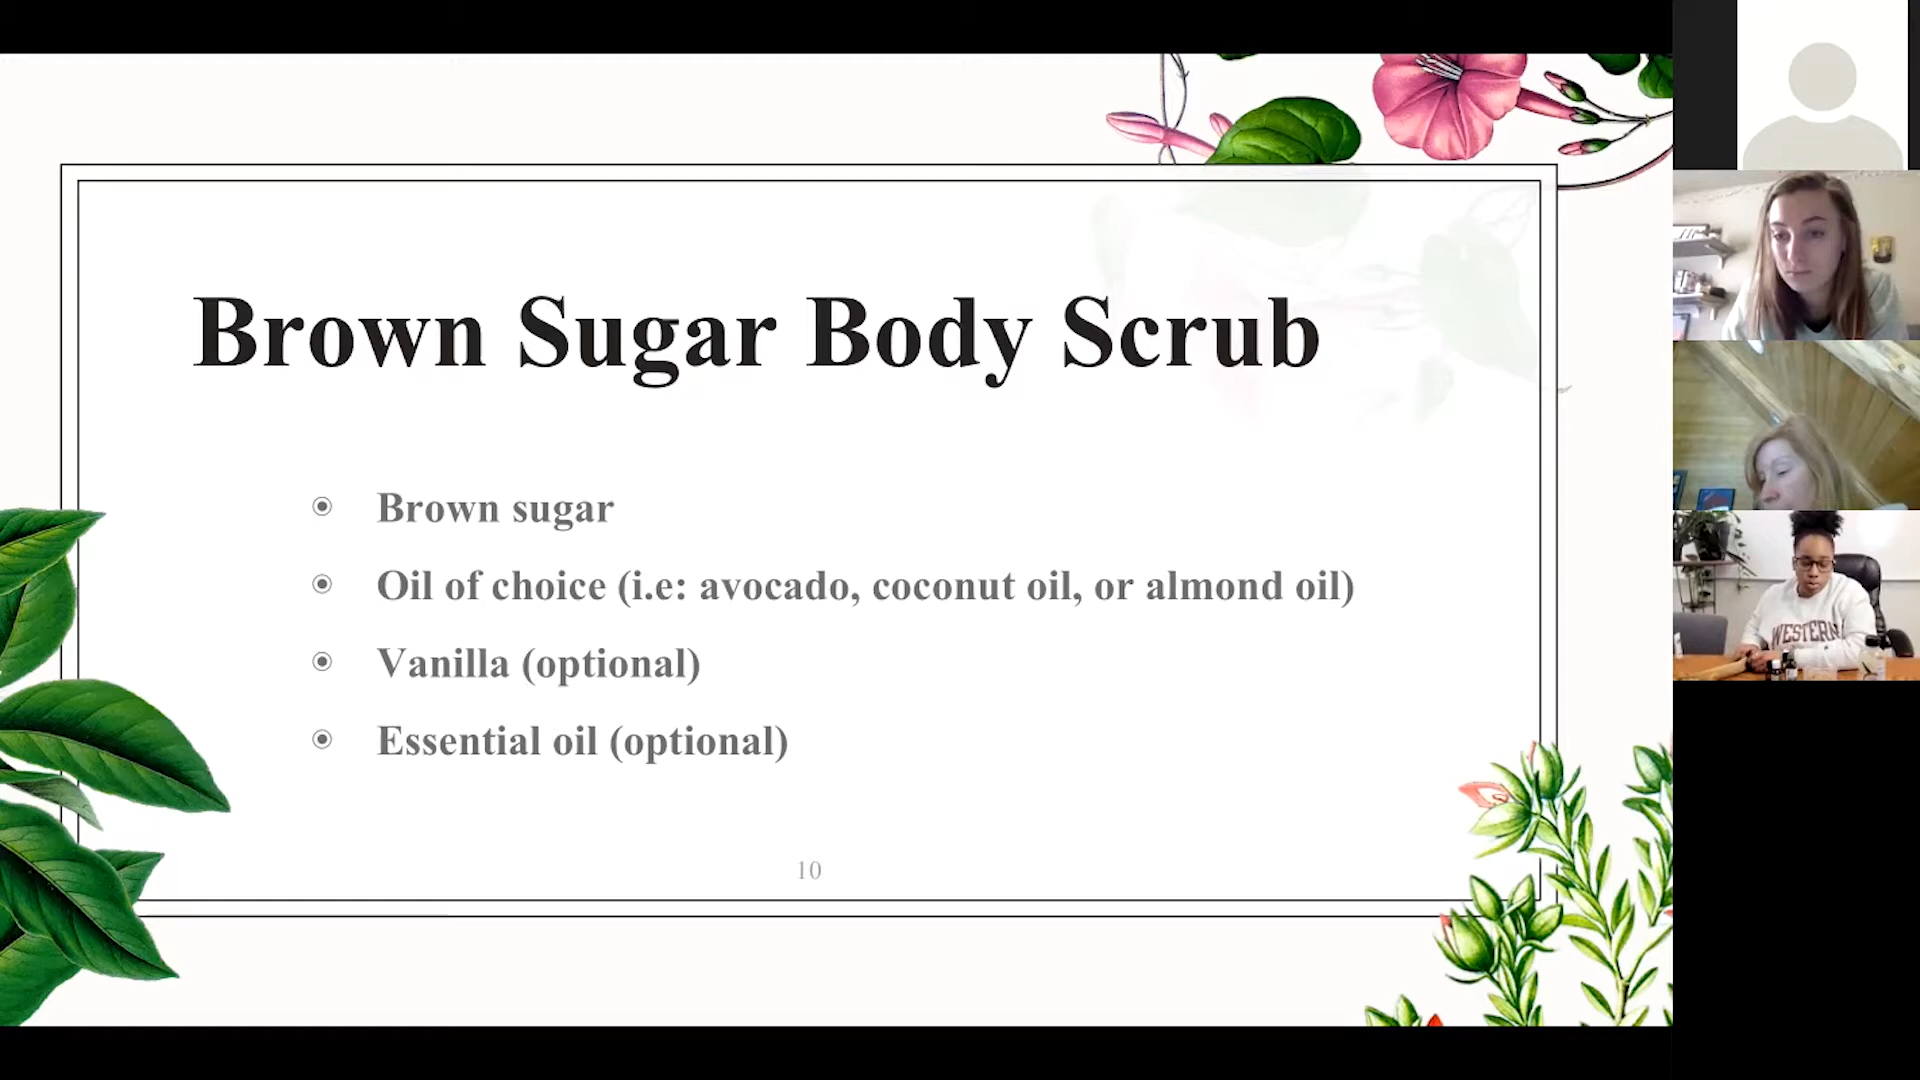 Brown Sugar Body Scrub
Brown sugar
Oil of choice (i.e: avocado, coconut oil, or almond oil)
Vanilla (optional)
Essential oil (optional)
10
WESTERN